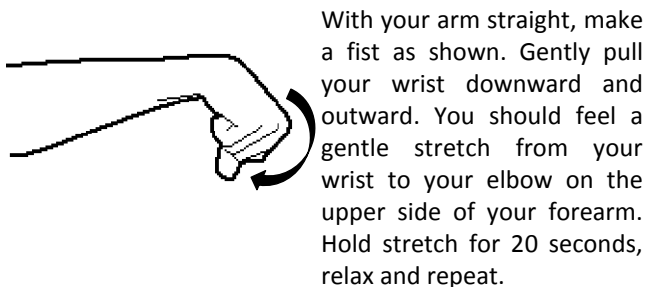 With your arm straight, make
a fist as shown. Gently pull
your wrist downward and
outward. You should feel a
gentle stretch from your
wrist to your elbow on the
upper side of your forearm.
Hold stretch for 20 seconds,
relax and repeat.